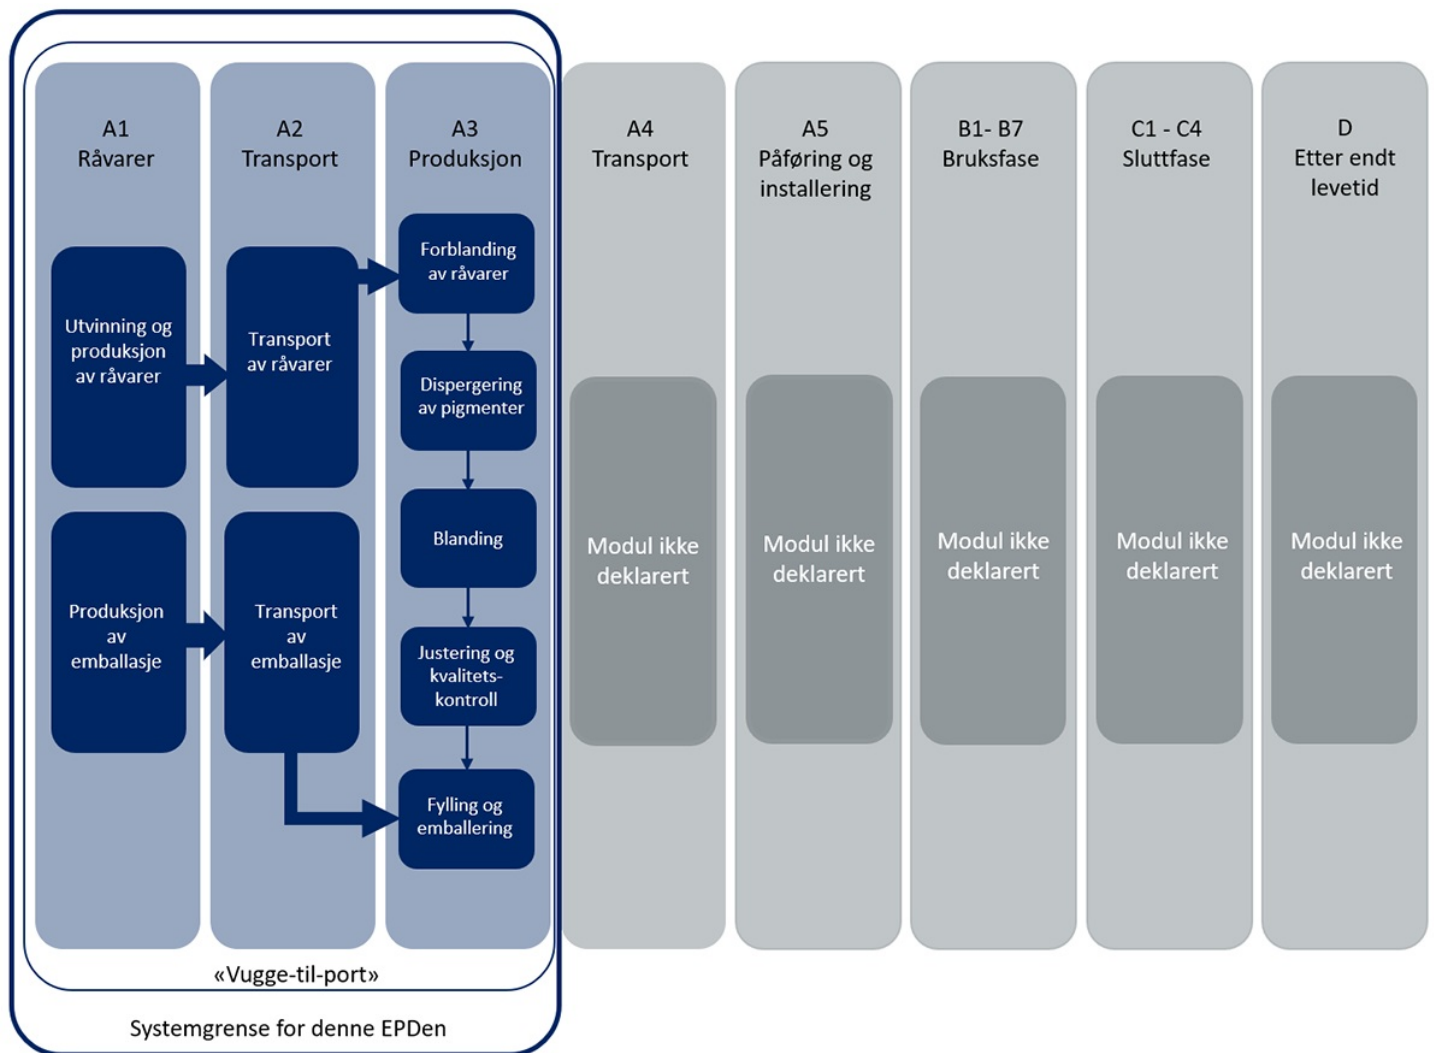 A1
Råvarer
Utvinning og
produksjon
av råvarer
Produksjon
av
emballasje
A2
Transport
Transport
av råvarer
Transport
av
emballasje
A3
Produksjon
Forblanding
av råvarer
Dispergering
av pigmenter
Blanding
Justering og
kvalitets-
kontroll
Fylling og
emballering
A4
Transport
Modul ikke
deklarert
A5
Påføring og
installering
Modul ikke
deklarert
B1- B7
Bruksfase
Modul ikke
deklarert
C1 - C4
Sluttfase
Modul ikke
deklarert
D
Etter endt
levetid
Modul ikke
deklarert
«Vugge-til-port»
Systemgrense for denne EPDen